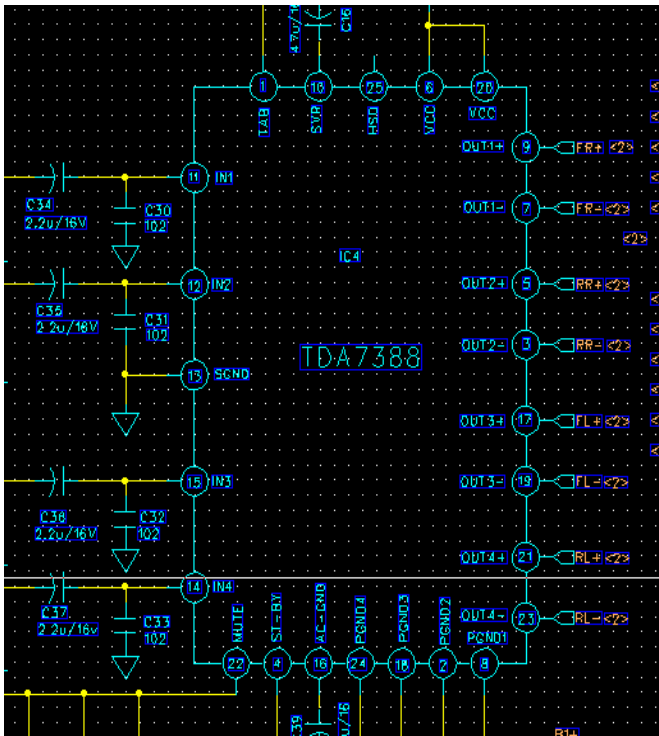 4.7u/16
C16
1
10
25
6
20
TAB
SVR
HSD
VCC
VCC
OUT1+
9
FR+ <2>
11
IN1
C34
2.2u/16V
C30
102
OUT1-
7
FR-<2>
<2>
IC4
12
IN2
OUT2+
5
RR+<2>
C35
2.2u/16V
C31
102
TDA7388
OUT2-
3
RR-<2>
13
SGND
OUT3+
17
FL+<2>
15
IN3
OUT3-
19
FL-<2>
C38
2.2u/16V
C32
102
OUT4+
21
RL+<2>
14
IN4
C37
2.2u/16V
C33
102
MUTE
ST-BY
AC-GND
PGND4
PGND3
PGND2
PGND1
OUT4-
23
RL-<2>
22
4
16
24
18
2
8
C39
0u/16
B1+